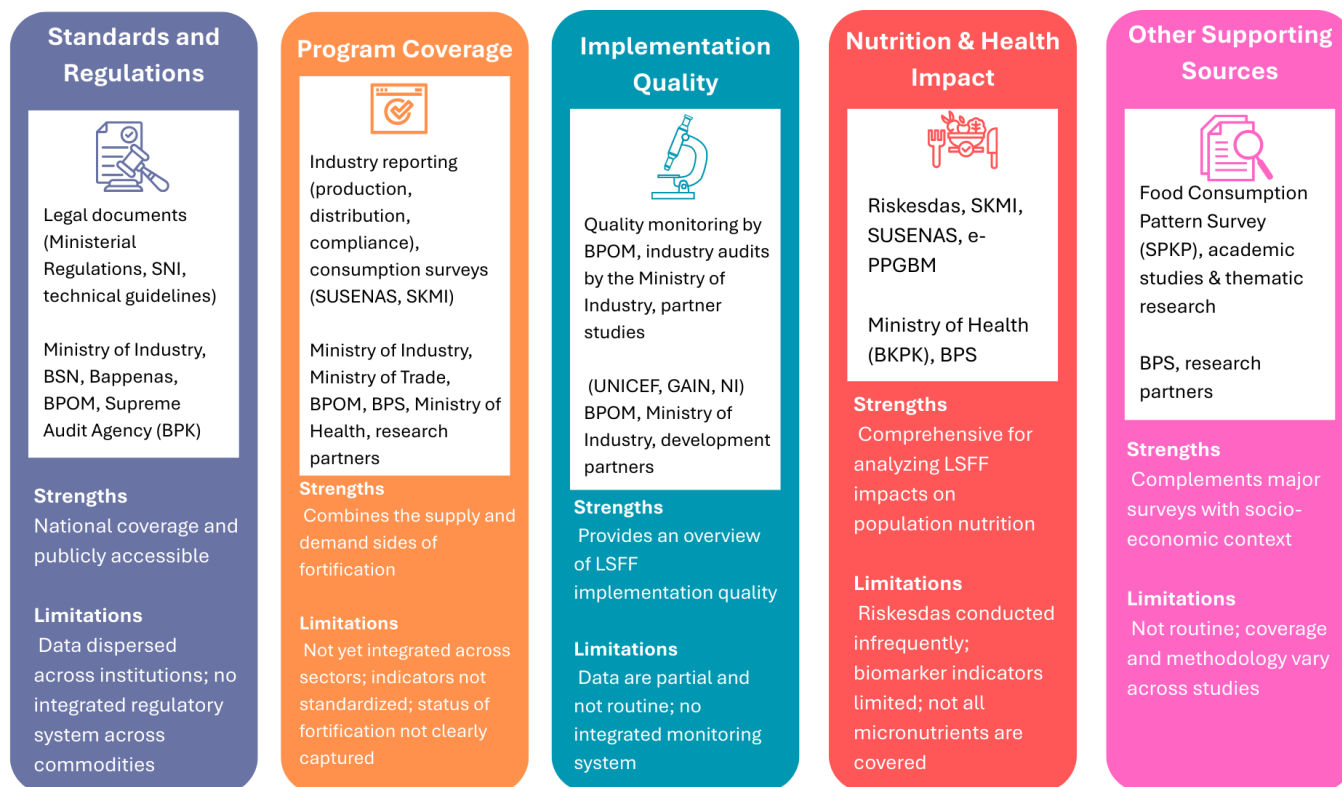 Standards and
Regulations
Legal documents
(Ministerial
Regulations, SNI,
technical guidelines)
Ministry of Industry,
BSN, Bappenas,
BPOM, Supreme
Audit Agency (BPK)
Strengths
National coverage and
publicly accessible
Limitations
Data dispersed
across institutions; no
integrated regulatory
system across
commodities
Program Coverage
Industry reporting
(production,
distribution,
compliance),
consumption surveys
(SUSENAS, SKMI)
Ministry of Industry,
Ministry of Trade,
BPOM, BPS, Ministry of
Health, research
partners
Strengths
Combines the supply and
demand sides of
fortification
Limitations
Not yet integrated across
sectors; indicators not
standardized; status of
fortification not clearly
captured
Implementation
Quality
Quality monitoring by
BPOM, industry audits
by the Ministry of
Industry, partner
studies
(UNICEF, GAIN, NI)
BPOM, Ministry of
Industry, development
partners
Strengths
Provides an overview
of LSFF
implementation quality
Limitations
Data are partial and
not routine; no
integrated monitoring
system
Nutrition & Health
Impact
Riskesdas, SKMI,
SUSENAS, e-
PPGBM
Ministry of Health
(BKPK), BPS
Strengths
Comprehensive for
analyzing LSFF
impacts on
population nutrition
Limitations
Riskesdas conducted
infrequently;
biomarker indicators
limited; not all
micronutrients are
covered
Other Supporting
Sources
Food Consumption
Pattern Survey
(SPKP), academic
studies & thematic
research
BPS, research
partners
Strengths
Complements major
surveys with socio-
economic context
Limitations
Not routine; coverage
and methodology vary
across studies